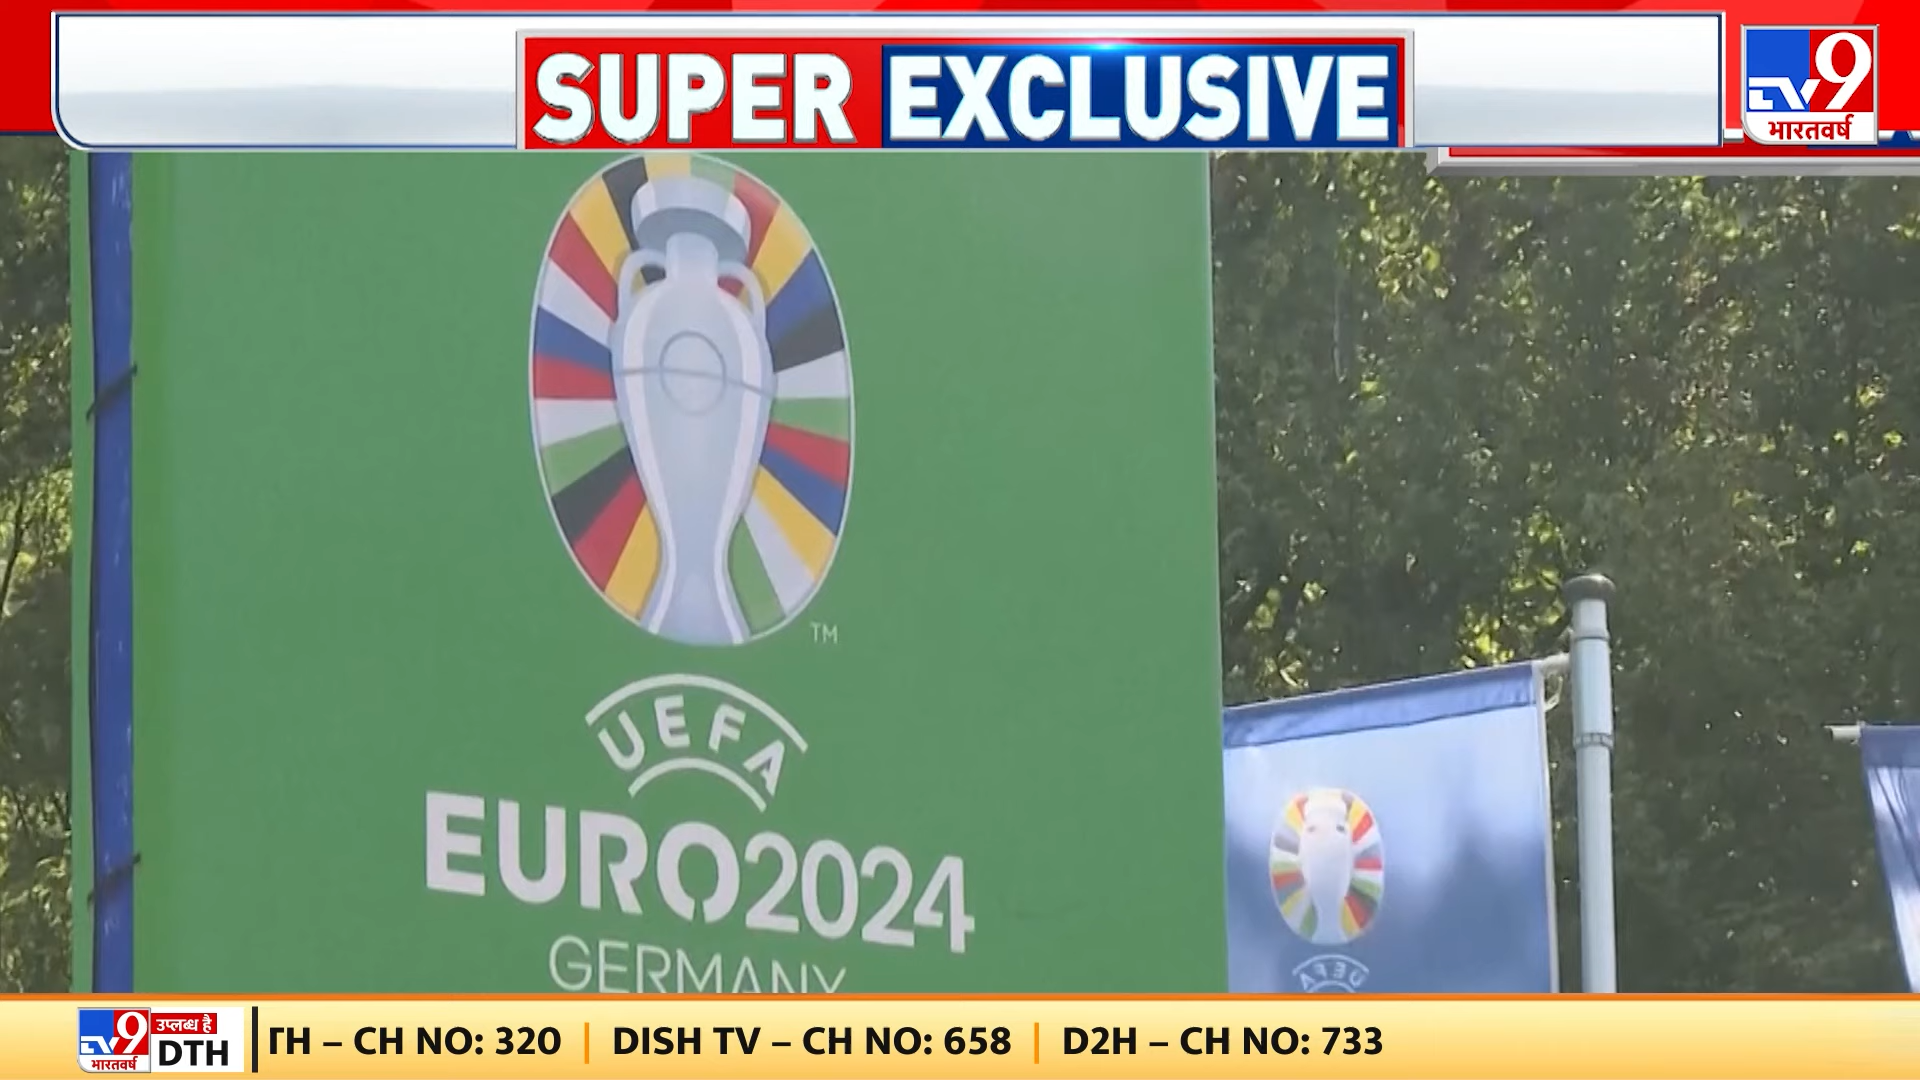 SUPER EXCLUSIVE
TV9
भारतवर्ष
TM
UEFA
EURO2024
GERMANY
UEFA
TV9 उपलब्ध है
भारतवर्ष DTH
TH – CH NO: 320 | DISH TV – CH NO: 658 | D2H – CH NO: 733